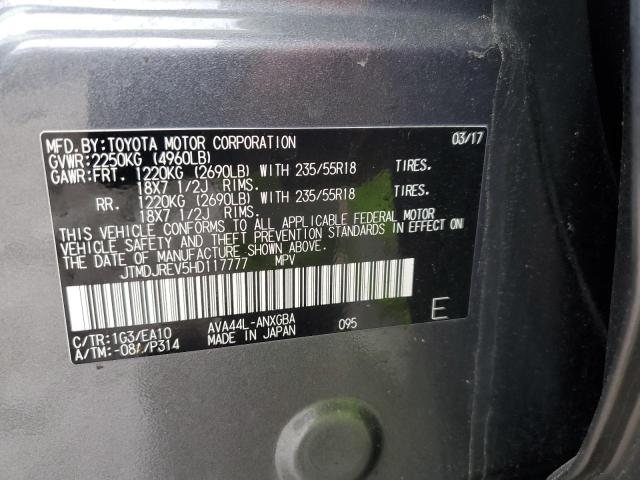 MFD.BY:TOYOTA MOTOR CORPORATION 03/17
GVWR:2250KG (4960LB)
GAWR:FRT. 1220KG (2690LB) WITH 235/55R18 TIRES.
18X7 1/2J RIMS.
RR. 1220KG (2690LB) WITH 235/55R18 TIRES.
18X7 1/2J RIMS.
THIS VEHICLE CONFORMS TO ALL APPLICABLE FEDERAL MOTOR
VEHICLE SAFETY AND THEFT PREVENTION STANDARDS IN EFFECT ON
THE DATE OF MANUFACTURE SHOWN ABOVE.
JTMDJREV5HD117777 MPV
C/TR:1G3/EA10 AVA44L-ANXGBA 095 E
A/TM:-08 /P314 MADE IN JAPAN